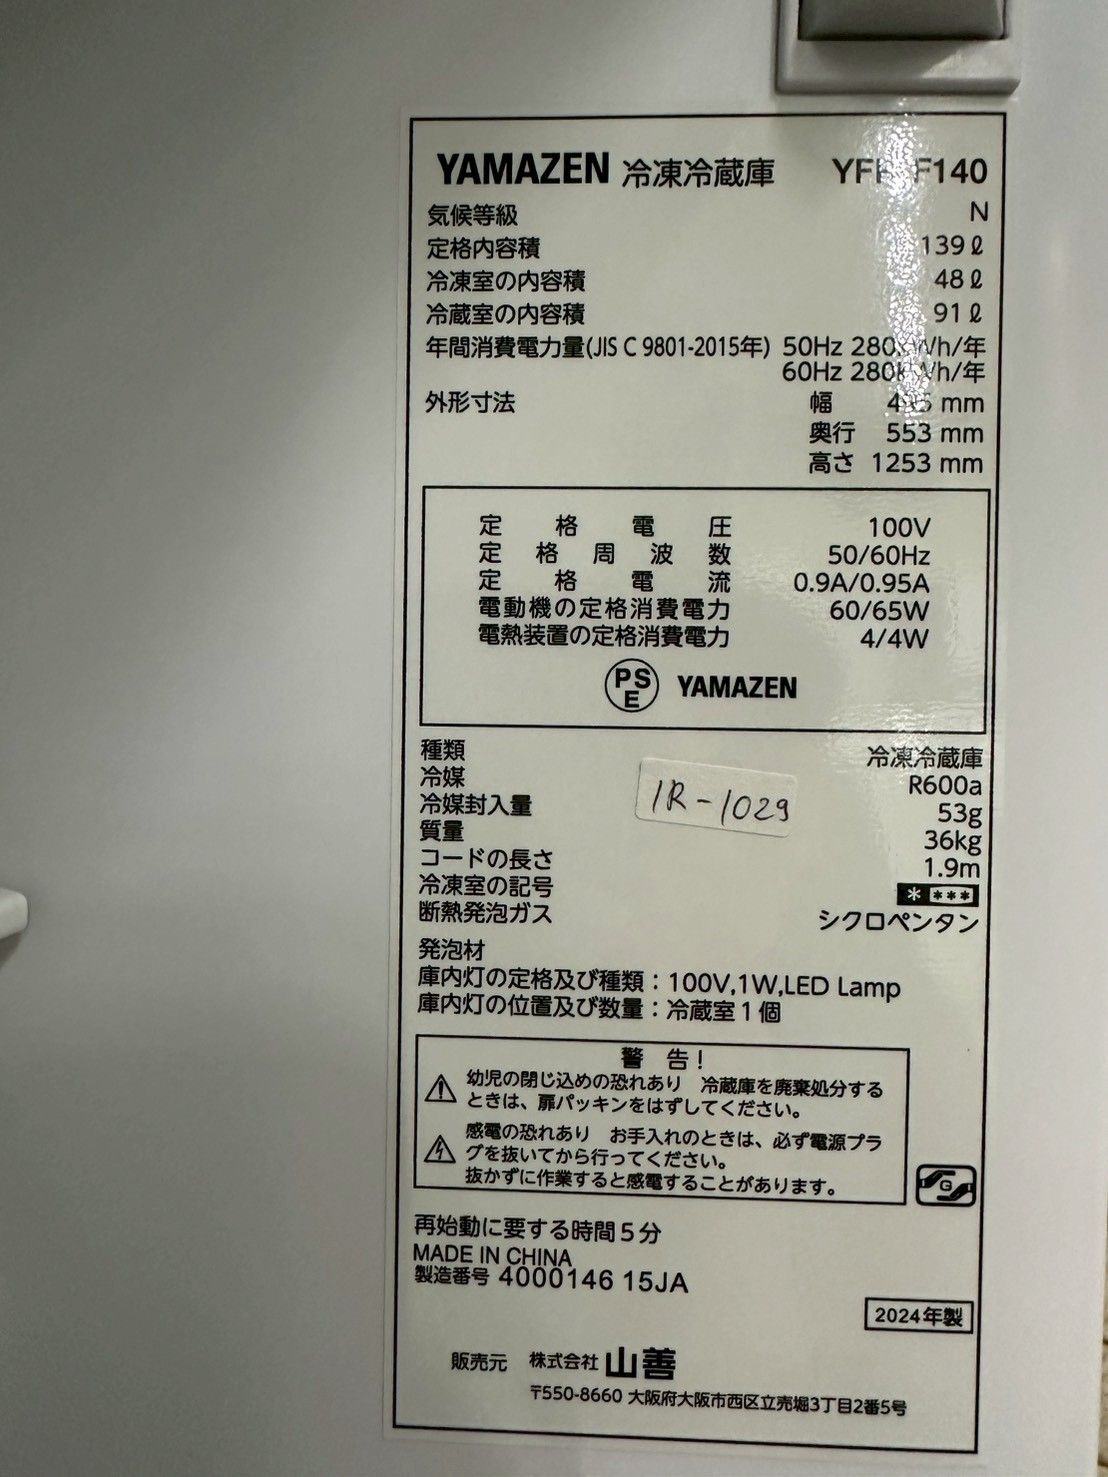 YAMAZEN 冷凍冷蔵庫 F140
気候等級 N
定格内容積 139ℓ
冷凍室の内容積 48ℓ
冷蔵室の内容積 91ℓ
年間消費電力量(JIS C 9801-2015年) 50Hz 280kWh/年
60Hz 280kWh/年
外形寸法 幅 mm
奥行 553 mm
高さ 1253 mm
定格電圧 100V
定格周波数 50/60Hz
定格電流 0.9A/0.95A
電動機の定格消費電力 60/65W
電熱装置の定格消費電力 4/4W
PSE YAMAZEN
種類 冷凍冷蔵庫
冷媒 R600a
冷媒封入量 53g
質量 36kg
コードの長さ 1.9m
冷凍室の記号 * ***
断熱発泡ガス シクロペンタン
1R-1029
発泡材
庫内灯の定格及び種類：100V,1W,LED Lamp
庫内灯の位置及び数量：冷蔵室1個
警 告!
幼児の閉じ込めの恐れあり 冷蔵庫を廃棄処分する
ときは、扉パッキンをはずしてください。
感電の恐れあり お手入れのときは、必ず電源プラ
グを抜いてから行ってください。
抜かずに作業すると感電することがあります。
G
再始動に要する時間5分
MADE IN CHINA
製造番号 4000146 15JA
2024年製
販売元 株式会社 山善
〒550-8660 大阪府大阪市西区立売堀3丁目2番5号